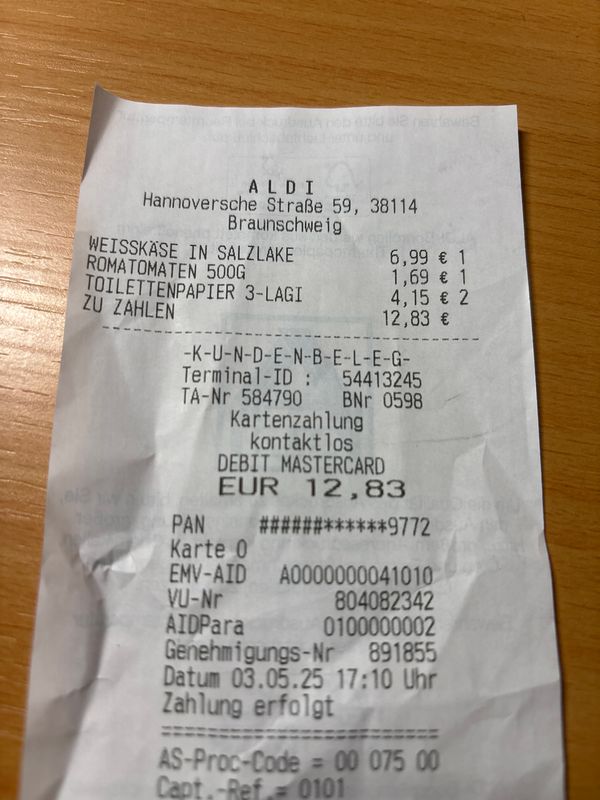 ALDI
Hannoversche Straße 59, 38114
Braunschweig
WEISSKÄSE IN SALZLAKE 6,99 € 1
ROMATOMATEN 500G 1,69 € 1
TOILETTENPAPIER 3-LAGI 4,15 € 2
ZU ZAHLEN 12,83 €
-K-U-N-D-E-N-B-E-L-E-G-
Terminal-ID : 54413245
TA-Nr 584790 BNr 0598
Kartenzahlung
kontaktlos
DEBIT MASTERCARD
EUR 12,83
PAN ######******9772
Karte 0
EMV-AID A0000000041010
VU-Nr 804082342
AIDPara 0100000002
Genehmigungs-Nr 891855
Datum 03.05.25 17:10 Uhr
Zahlung erfolgt
AS-Proc-Code = 00 075 00
Capt.-Ref.= 0101